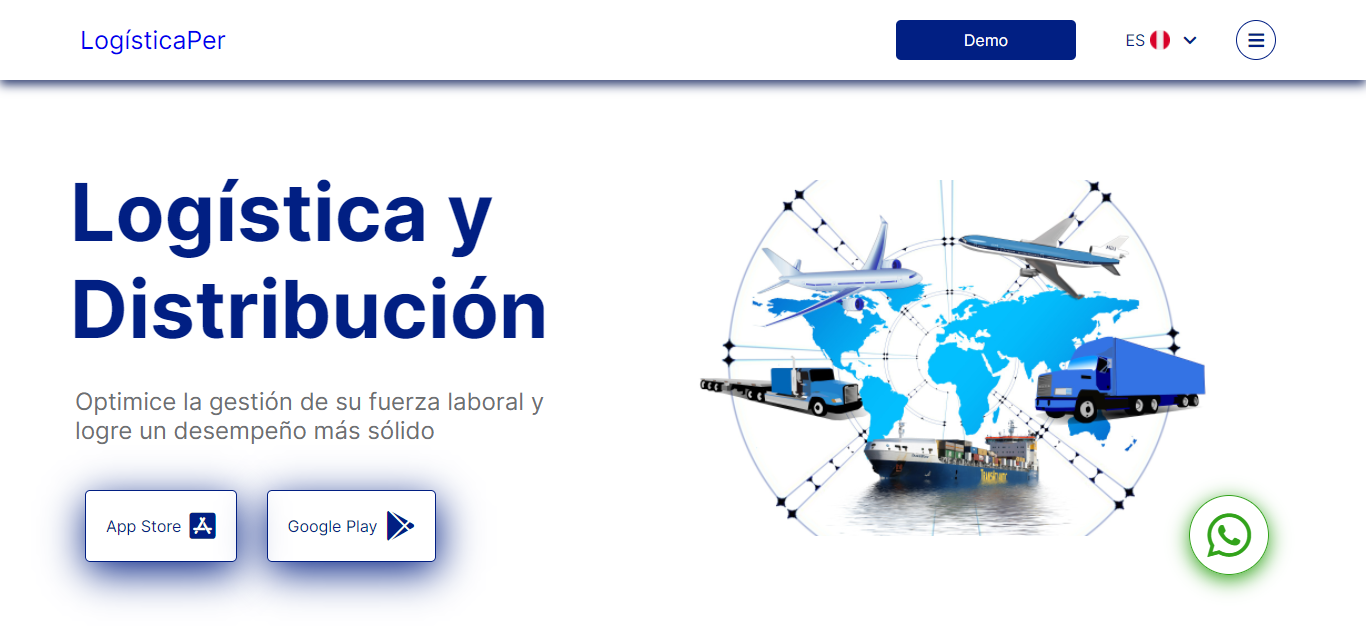 LogísticaPer
Demo
ES
Logística y
Distribución
Optimice la gestión de su fuerza laboral y
logre un desempeño más sólido
App Store
Google Play